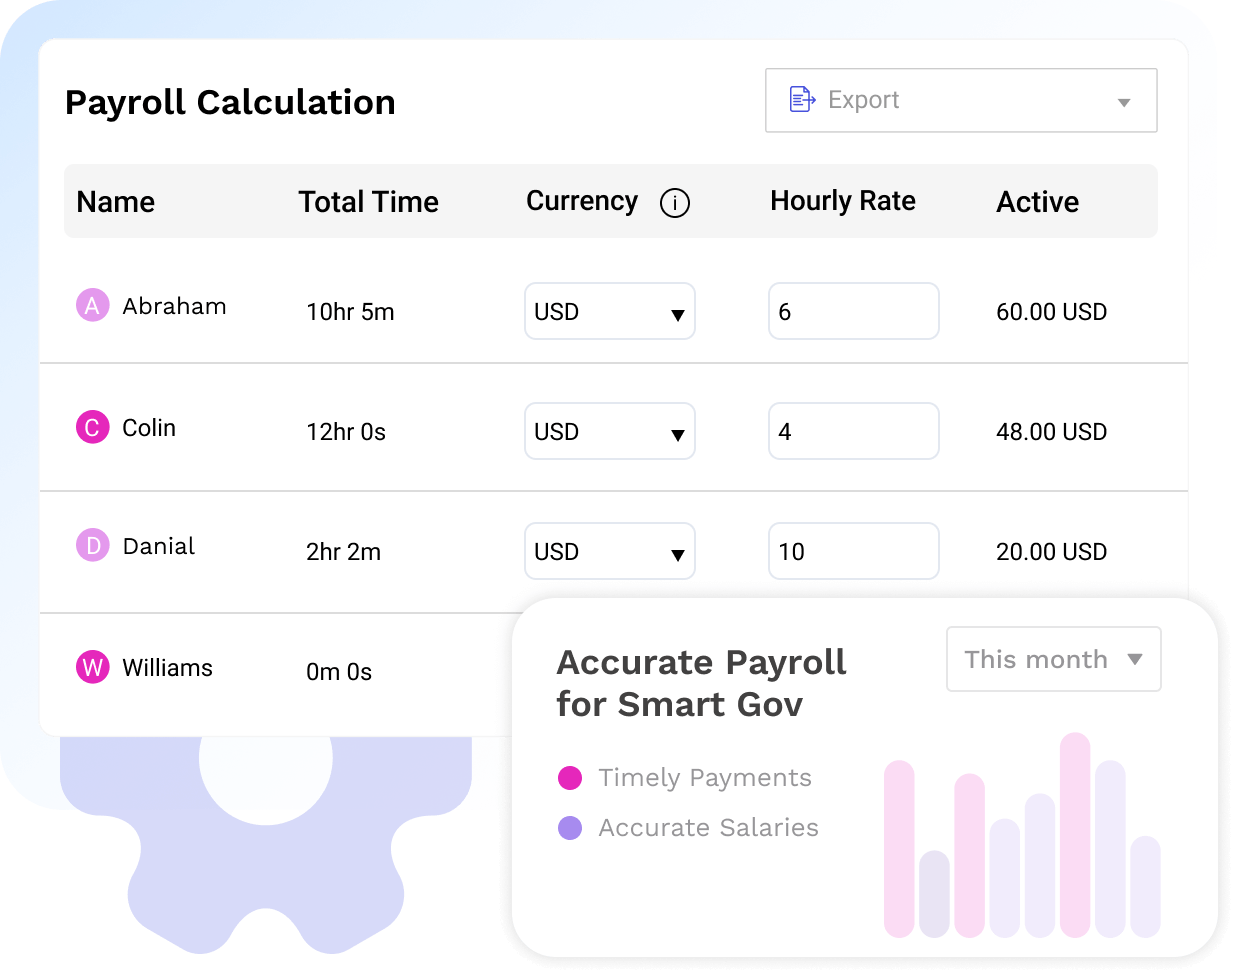 Payroll Calculation
Export
Name Total Time Currency i Hourly Rate Active
A Abraham 10hr 5m USD 6 60.00 USD
C Colin 12hr 0s USD 4 48.00 USD
D Danial 2hr 2m USD 10 20.00 USD
W Williams 0m 0s
Accurate Payroll
for Smart Gov
This month
Timely Payments
Accurate Salaries